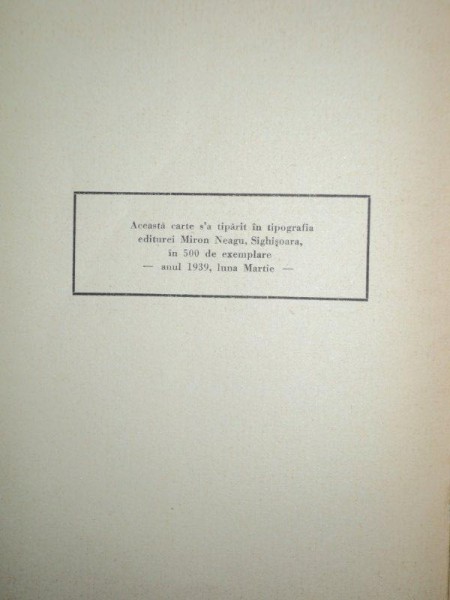 Această carte s'a tipărit în tipografia
editurei Miron Neagu, Sighişoara,
în 500 de exemplare
— anul 1939, luna Martie —